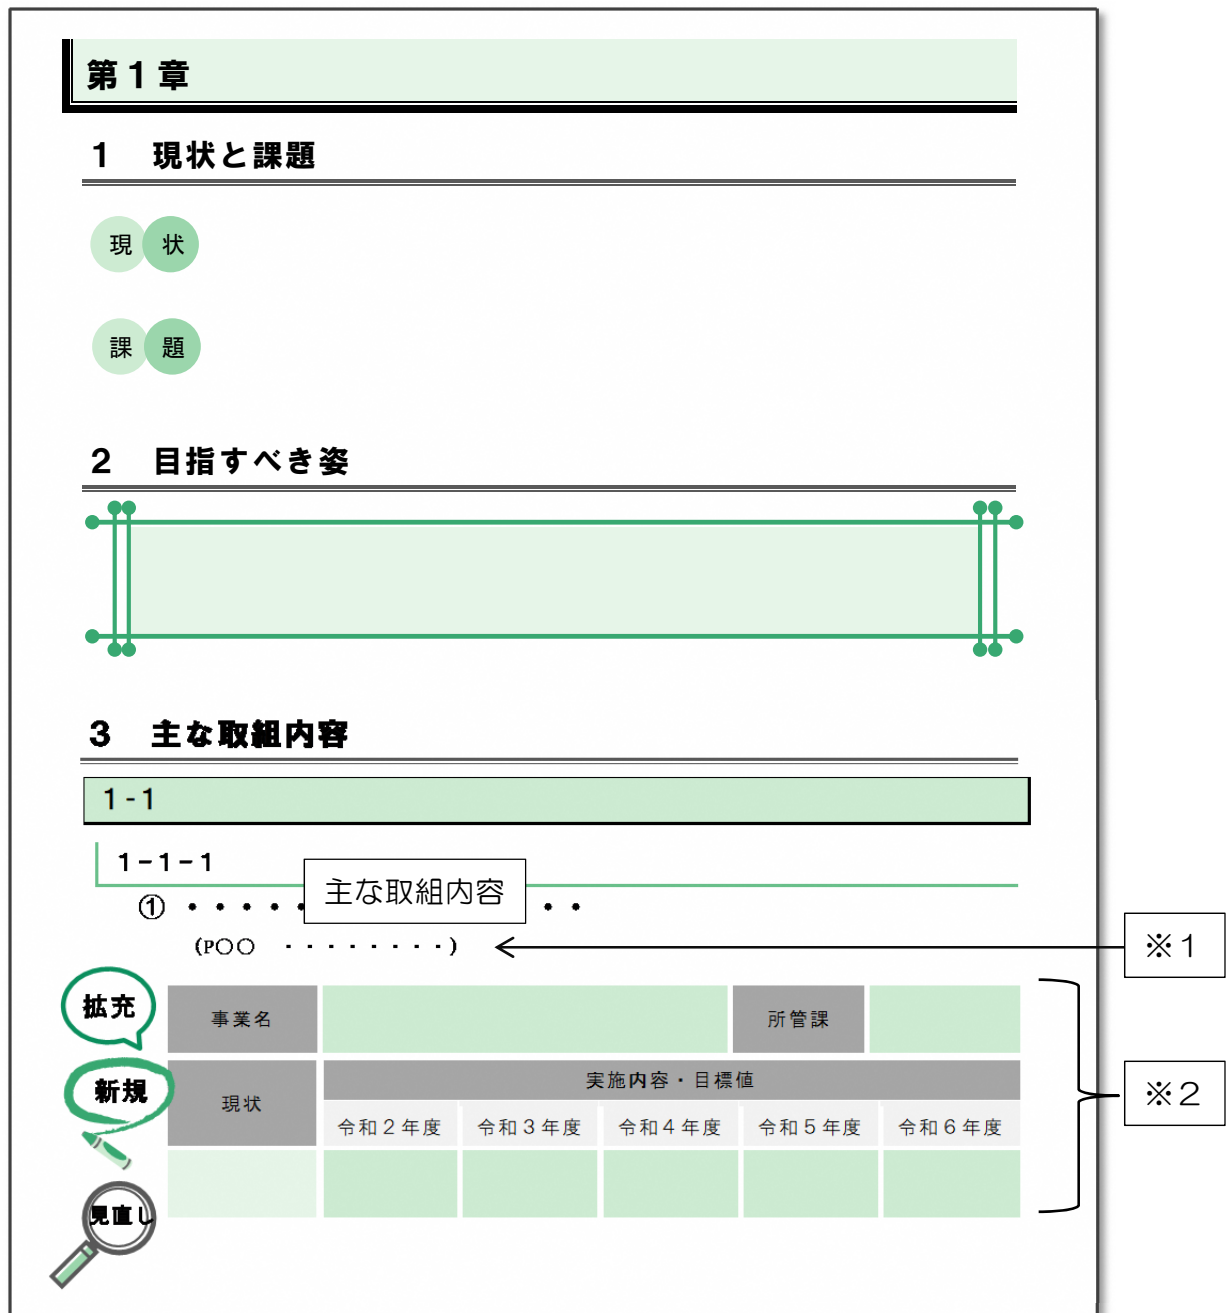 第1章
1 現状と課題
現 状
課 題
2 目指すべき姿
3 主な取組内容
1-1
1-1-1
主な取組内容
① ・・・・・ ・・
(P〇〇 ・・・・・・・・)
※1
拡充
事業名 所管課
新規
現状 実施内容・目標値
※2
令和2年度 令和3年度 令和4年度 令和5年度 令和6年度
見直し